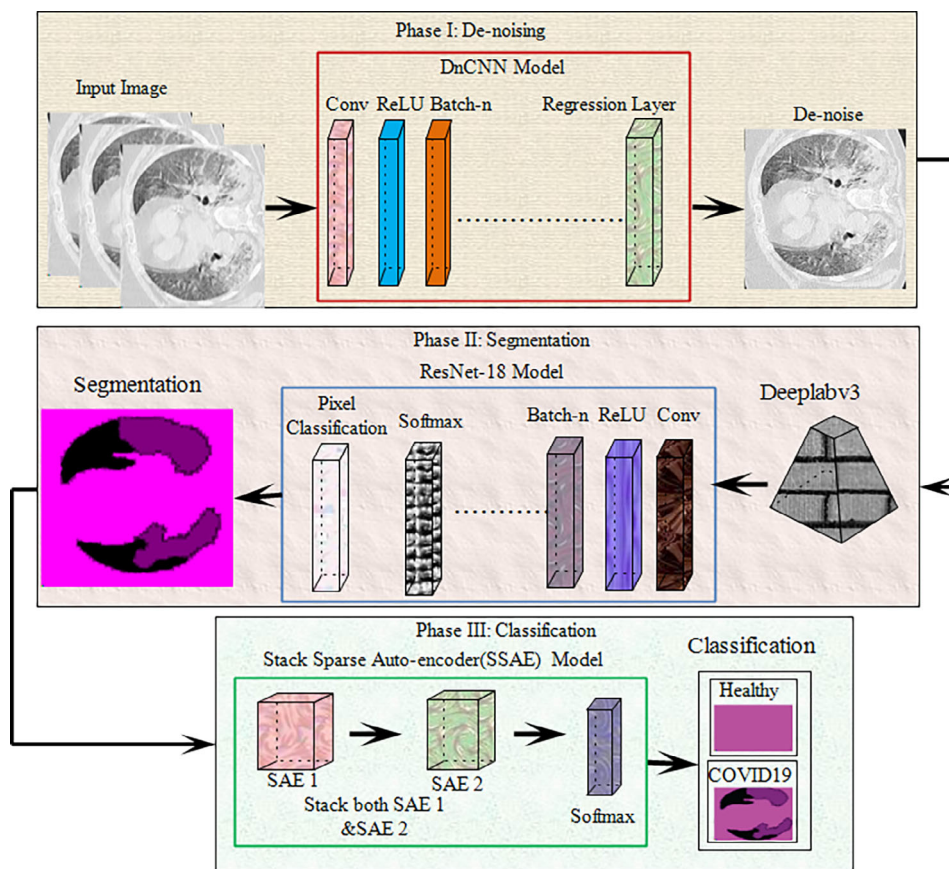 Phase I: De-noising
DnCNN Model
Input Image
Conv ReLU Batch-n
Regression Layer
De-noise
Phase II: Segmentation
ResNet-18 Model
Segmentation
Pixel
Classification
Softmax
Batch-n ReLU Conv
Deeplabv3
Phase III: Classification
Stack Sparse Auto-encoder(SSAE) Model
SAE 1
SAE 2
Stack both SAE 1
&SAE 2
Softmax
Classification
Healthy
COVID19